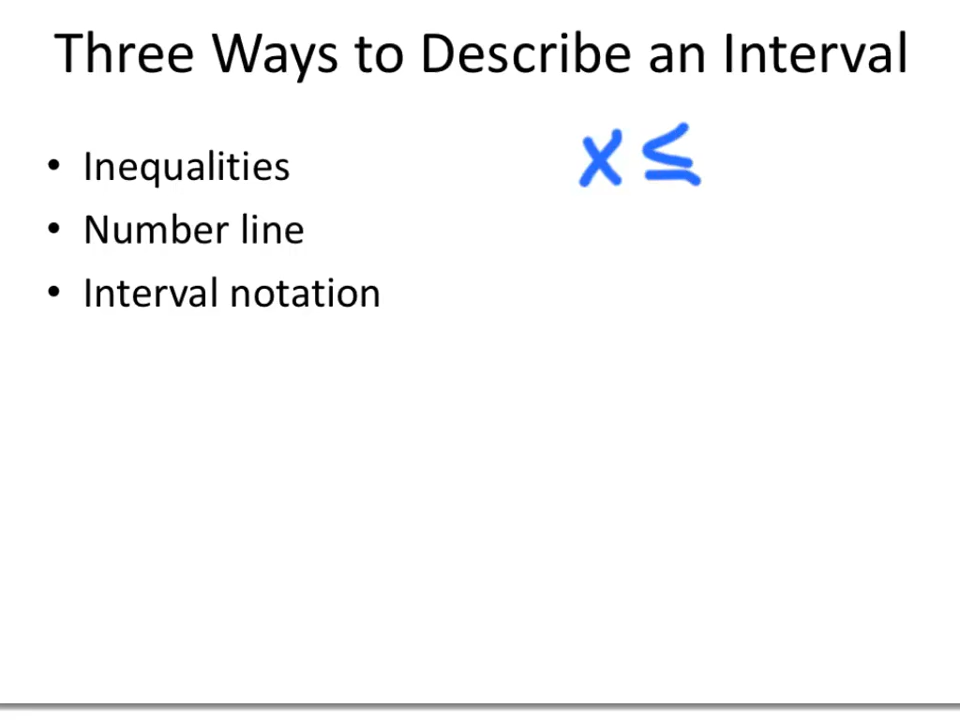 Three Ways to Describe an Interval
• Inequalities
x ≤
• Number line
• Interval notation